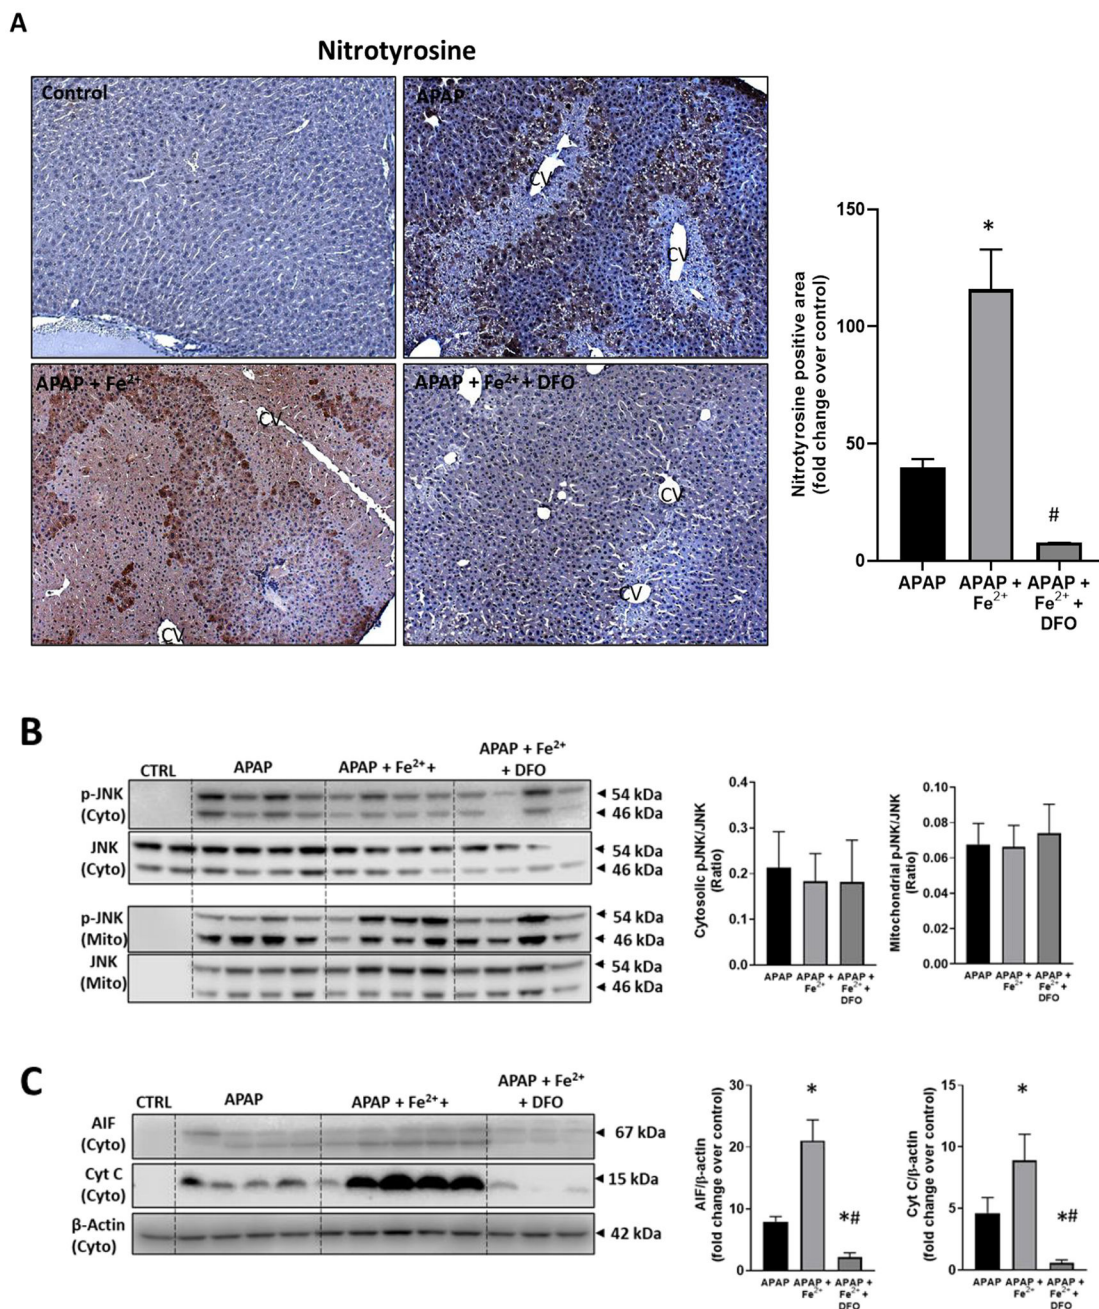 A
Nitrotyrosine
Control
APAP
CV
CV
APAP + Fe²⁺
CV
CV
APAP + Fe²⁺ + DFO
CV
CV
Nitrotyrosine positive area
(fold change over control)
150
100
50
0
*
#
APAP
APAP +
Fe²⁺
APAP +
Fe²⁺ +
DFO
B
CTRL
APAP
APAP + Fe²⁺ +
APAP + Fe²⁺
+ DFO
p-JNK
(Cyto)
54 kDa
46 kDa
JNK
(Cyto)
54 kDa
46 kDa
p-JNK
(Mito)
54 kDa
46 kDa
JNK
(Mito)
54 kDa
46 kDa
Cytosolic pJNK/JNK
(Ratio)
0.4
0.3
0.2
0.1
0.0
APAP
APAP +
Fe²⁺
APAP +
Fe²⁺ +
DFO
Mitochondrial pJNK/JNK
(Ratio)
0.10
0.08
0.06
0.04
0.02
0.00
APAP
APAP +
Fe²⁺
APAP +
Fe²⁺ +
DFO
C
CTRL
APAP
APAP + Fe²⁺ +
APAP + Fe²⁺
+ DFO
AIF
(Cyto)
67 kDa
Cyt C
(Cyto)
15 kDa
β-Actin
(Cyto)
42 kDa
AIF/β-actin
(fold change over control)
30
20
10
0
*
*#
APAP
APAP +
Fe²⁺
APAP +
Fe²⁺ +
DFO
Cyt C/β-actin
(fold change over control)
15
10
5
0
*
*#
APAP
APAP +
Fe²⁺
APAP +
Fe²⁺ +
DFO